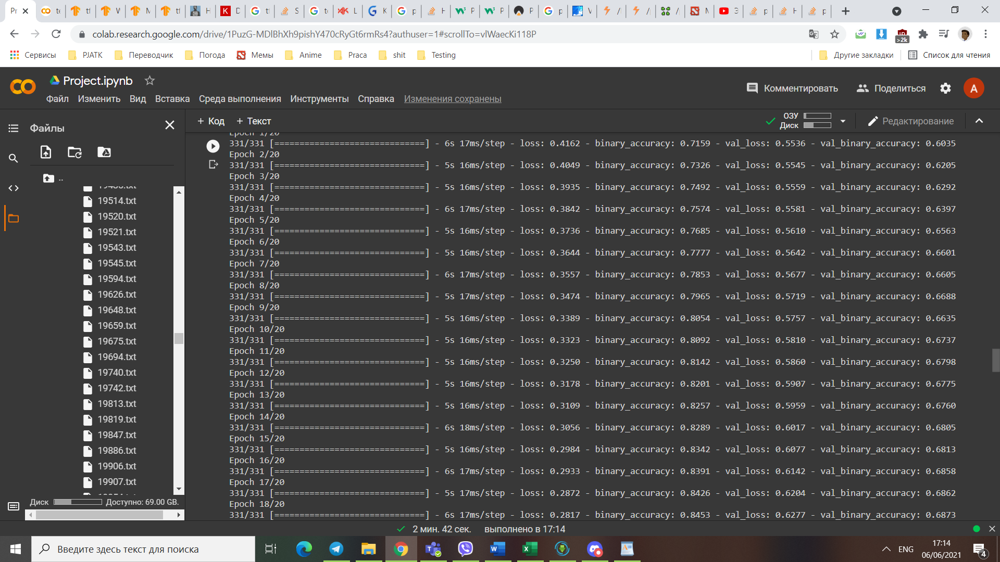 Pr
te
tf
W
M
tf
H
D
tl
S
te
L
K
p
H
P
P
P
p
V
/
/
/
M
Э
p
H
p
colab.research.google.com/drive/1PuzG-MDlBhXh9pishY470cRyGt6rmRs4?authuser=1#scrollTo=vlWaecKi118P
>2k
Сервисы PJATK Переводчик Погода Мемы Anime Praca shit Testing Другие закладки Список для чтения
Project.ipynb
Файл Изменить Вид Вставка Среда выполнения Инструменты Справка Изменения сохранены
Комментировать Поделиться A
Файлы
+ Код + Текст
ОЗУ
Диск
Редактирование
..
19514.txt
19520.txt
19521.txt
19543.txt
19545.txt
19594.txt
19626.txt
19648.txt
19659.txt
19675.txt
19694.txt
19740.txt
19742.txt
19813.txt
19819.txt
19847.txt
19886.txt
19906.txt
19907.txt
Диск Доступно: 69.00 GB.
Epoch 1/20
331/331 [==============================] - 6s 17ms/step - loss: 0.4162 - binary_accuracy: 0.7159 - val_loss: 0.5536 - val_binary_accuracy: 0.6035
Epoch 2/20
331/331 [==============================] - 5s 16ms/step - loss: 0.4049 - binary_accuracy: 0.7326 - val_loss: 0.5545 - val_binary_accuracy: 0.6205
Epoch 3/20
331/331 [==============================] - 5s 16ms/step - loss: 0.3935 - binary_accuracy: 0.7492 - val_loss: 0.5559 - val_binary_accuracy: 0.6292
Epoch 4/20
331/331 [==============================] - 6s 17ms/step - loss: 0.3842 - binary_accuracy: 0.7574 - val_loss: 0.5581 - val_binary_accuracy: 0.6397
Epoch 5/20
331/331 [==============================] - 5s 16ms/step - loss: 0.3736 - binary_accuracy: 0.7685 - val_loss: 0.5610 - val_binary_accuracy: 0.6563
Epoch 6/20
331/331 [==============================] - 5s 16ms/step - loss: 0.3644 - binary_accuracy: 0.7777 - val_loss: 0.5642 - val_binary_accuracy: 0.6601
Epoch 7/20
331/331 [==============================] - 6s 17ms/step - loss: 0.3557 - binary_accuracy: 0.7853 - val_loss: 0.5677 - val_binary_accuracy: 0.6605
Epoch 8/20
331/331 [==============================] - 5s 17ms/step - loss: 0.3474 - binary_accuracy: 0.7965 - val_loss: 0.5719 - val_binary_accuracy: 0.6688
Epoch 9/20
331/331 [==============================] - 5s 16ms/step - loss: 0.3389 - binary_accuracy: 0.8054 - val_loss: 0.5757 - val_binary_accuracy: 0.6635
Epoch 10/20
331/331 [==============================] - 5s 16ms/step - loss: 0.3323 - binary_accuracy: 0.8092 - val_loss: 0.5810 - val_binary_accuracy: 0.6737
Epoch 11/20
331/331 [==============================] - 5s 16ms/step - loss: 0.3250 - binary_accuracy: 0.8142 - val_loss: 0.5860 - val_binary_accuracy: 0.6798
Epoch 12/20
331/331 [==============================] - 5s 16ms/step - loss: 0.3178 - binary_accuracy: 0.8201 - val_loss: 0.5907 - val_binary_accuracy: 0.6775
Epoch 13/20
331/331 [==============================] - 5s 16ms/step - loss: 0.3109 - binary_accuracy: 0.8257 - val_loss: 0.5959 - val_binary_accuracy: 0.6760
Epoch 14/20
331/331 [==============================] - 6s 18ms/step - loss: 0.3056 - binary_accuracy: 0.8289 - val_loss: 0.6017 - val_binary_accuracy: 0.6805
Epoch 15/20
331/331 [==============================] - 5s 16ms/step - loss: 0.2984 - binary_accuracy: 0.8342 - val_loss: 0.6077 - val_binary_accuracy: 0.6813
Epoch 16/20
331/331 [==============================] - 6s 17ms/step - loss: 0.2933 - binary_accuracy: 0.8391 - val_loss: 0.6142 - val_binary_accuracy: 0.6858
Epoch 17/20
331/331 [==============================] - 5s 17ms/step - loss: 0.2872 - binary_accuracy: 0.8426 - val_loss: 0.6204 - val_binary_accuracy: 0.6862
Epoch 18/20
331/331 [==============================] - 6s 17ms/step - loss: 0.2817 - binary_accuracy: 0.8453 - val_loss: 0.6277 - val_binary_accuracy: 0.6873
2 мин. 42 сек. выполнено в 17:14
Введите здесь текст для поиска
ENG
17:14
06/06/2021
4